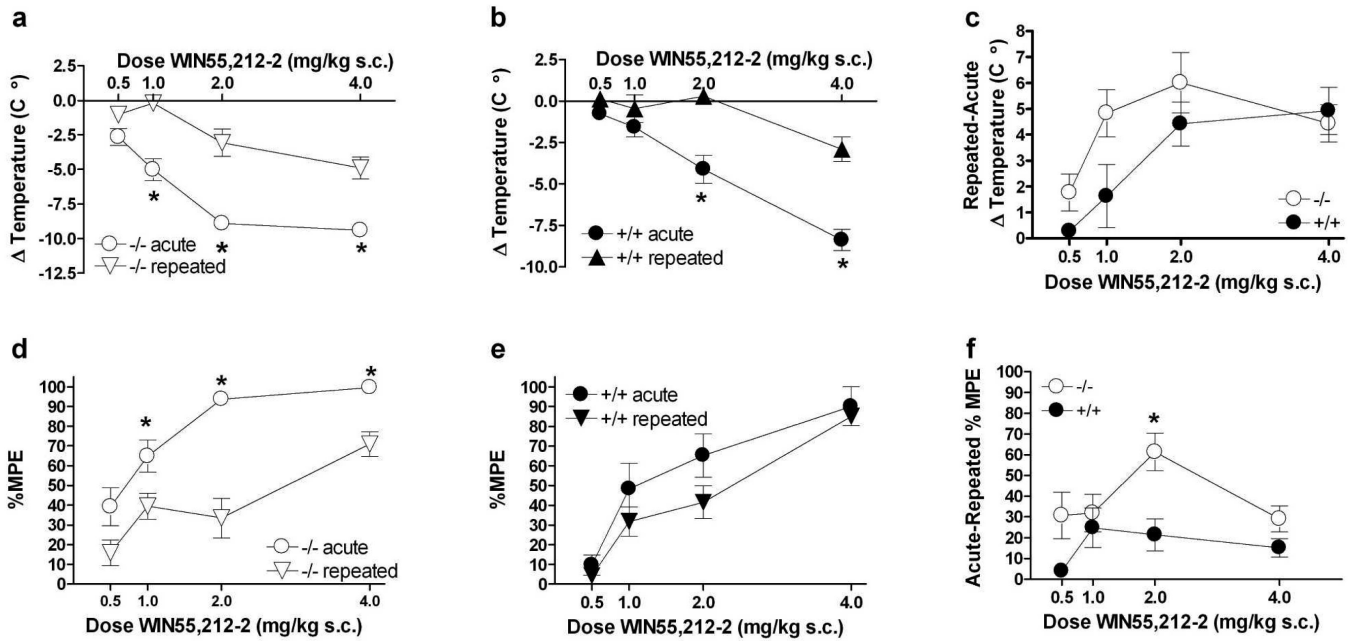 a
Dose WIN55,212-2 (mg/kg s.c.)
0.5 1.0 2.0 4.0
2.5
0.0
-2.5
-5.0
-7.5
-10.0
-12.5
Δ Temperature (C °)
* * *
-/- acute
-/- repeated
b
Dose WIN55,212-2 (mg/kg s.c.)
0.5 1.0 2.0 4.0
2.5
0.0
-2.5
-5.0
-7.5
-10.0
Δ Temperature (C °)
* *
+/+ acute
+/+ repeated
c
8
7
6
5
4
3
2
1
0
Repeated-Acute
Δ Temperature (C °)
-/-
+/+
0.5 1.0 2.0 4.0
Dose WIN55,212-2 (mg/kg s.c.)
d
100
90
80
70
60
50
40
30
20
10
0
%MPE
* * *
-/- acute
-/- repeated
0.5 1.0 2.0 4.0
Dose WIN55,212-2 (mg/kg s.c.)
e
100
90
80
70
60
50
40
30
20
10
0
%MPE
+/+ acute
+/+ repeated
0.5 1.0 2.0 4.0
Dose WIN55,212-2 (mg/kg s.c.)
f
100
90
80
70
60
50
40
30
20
10
0
Acute-Repeated % MPE
-/-
+/+
*
0.5 1.0 2.0 4.0
Dose WIN55,212-2 (mg/kg s.c.)